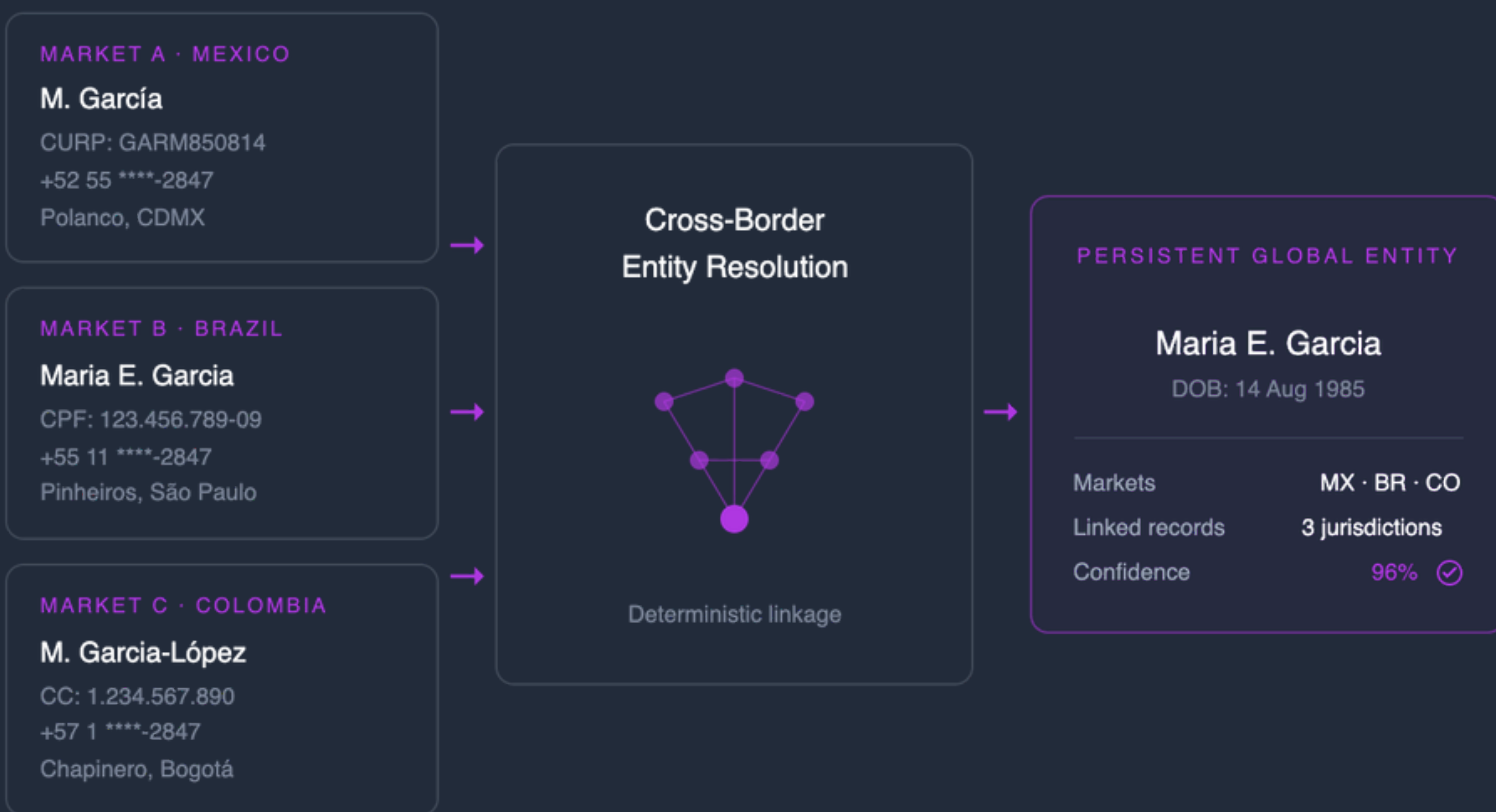 MARKET A · MEXICO
M. García
CURP: GARM850814
+52 55 ****-2847
Polanco, CDMX
MARKET B · BRAZIL
Maria E. Garcia
CPF: 123.456.789-09
+55 11 ****-2847
Pinheiros, São Paulo
MARKET C · COLOMBIA
M. Garcia-López
CC: 1.234.567.890
+57 1 ****-2847
Chapinero, Bogotá
Cross-Border
Entity Resolution
Deterministic linkage
PERSISTENT GLOBAL ENTITY
Maria E. Garcia
DOB: 14 Aug 1985
Markets MX · BR · CO
Linked records 3 jurisdictions
Confidence 96%